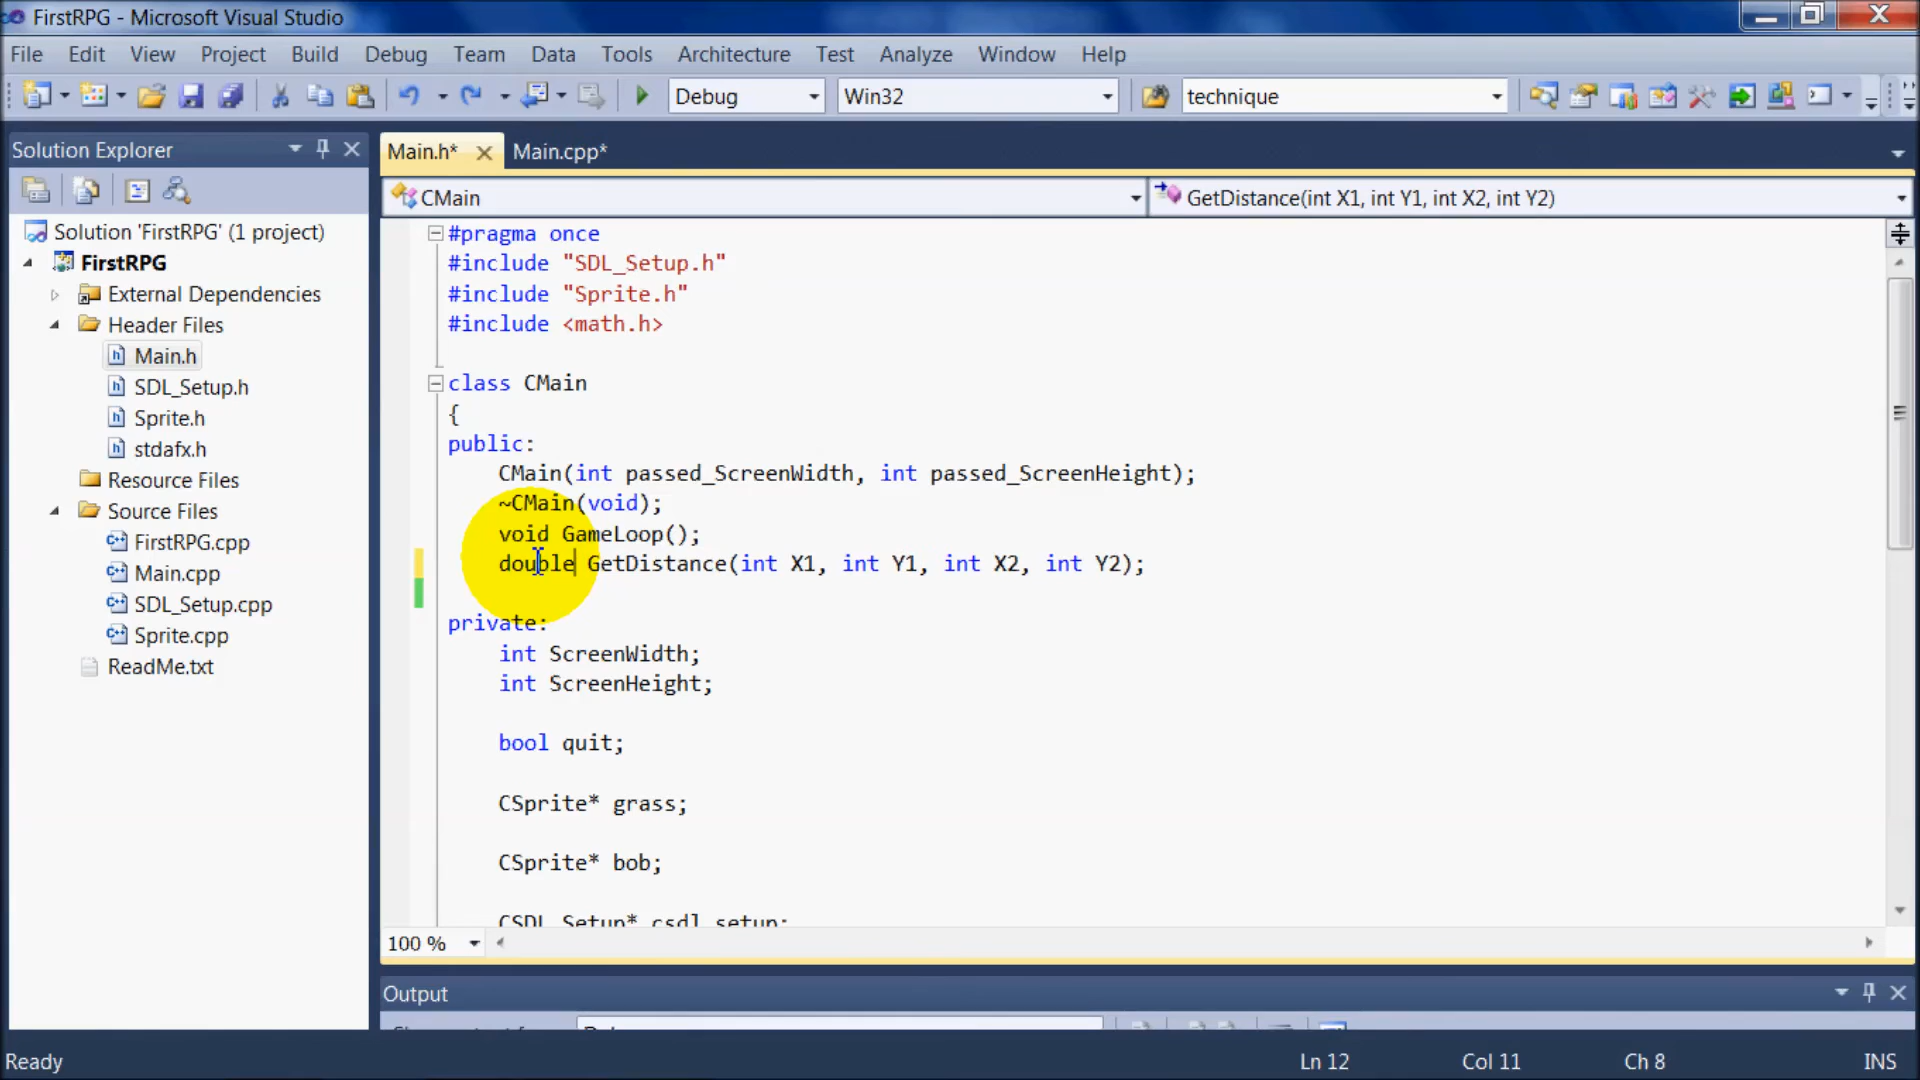 FirstRPG - Microsoft Visual Studio
File Edit View Project Build Debug Team Data Tools Architecture Test Analyze Window Help
Debug Win32 technique
Solution Explorer
Main.h* Main.cpp*
CMain GetDistance(int X1, int Y1, int X2, int Y2)
Solution 'FirstRPG' (1 project)
FirstRPG
External Dependencies
Header Files
Main.h
SDL_Setup.h
Sprite.h
stdafx.h
Resource Files
Source Files
FirstRPG.cpp
Main.cpp
SDL_Setup.cpp
Sprite.cpp
ReadMe.txt
#pragma once
#include "SDL_Setup.h"
#include "Sprite.h"
#include <math.h>
class CMain
{
public:
CMain(int passed_ScreenWidth, int passed_ScreenHeight);
~CMain(void);
void GameLoop();
double GetDistance(int X1, int Y1, int X2, int Y2);
private:
int ScreenWidth;
int ScreenHeight;
bool quit;
CSprite* grass;
CSprite* bob;
CSDL_Setup* csdl_setup;
100 %
Output
Ready Ln 12 Col 11 Ch 8 INS